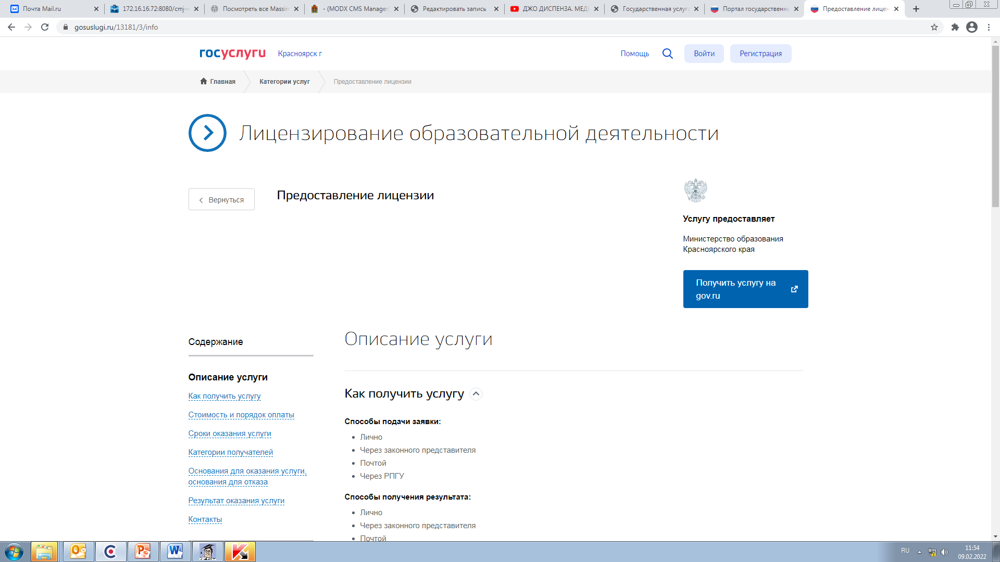 Почта Mail.ru
172.16.16.72:8080/cmj-
Посмотреть все Massim
- (MODX CMS Manager
Редактировать запись
ДЖО ДИСПЕНЗА. МЕД
Государственная услуг
Портал государственн
Предоставление лицен
gosuslugi.ru/13181/3/info
госуслуги
Красноярск г
Помощь
Войти
Регистрация
Главная
Категории услуг
Предоставление лицензии
Лицензирование образовательной деятельности
Вернуться
Предоставление лицензии
Услугу предоставляет
Министерство образования
Красноярского края
Получить услугу на
gov.ru
Содержание
Описание услуги
Как получить услугу
Стоимость и порядок оплаты
Сроки оказания услуги
Категории получателей
Основания для оказания услуги,
основания для отказа
Результат оказания услуги
Контакты
Описание услуги
Как получить услугу
Способы подачи заявки:
Лично
Через законного представителя
Почтой
Через РПГУ
Способы получения результата:
Лично
Через законного представителя
Почтой
RU
11:54
09.02.2022